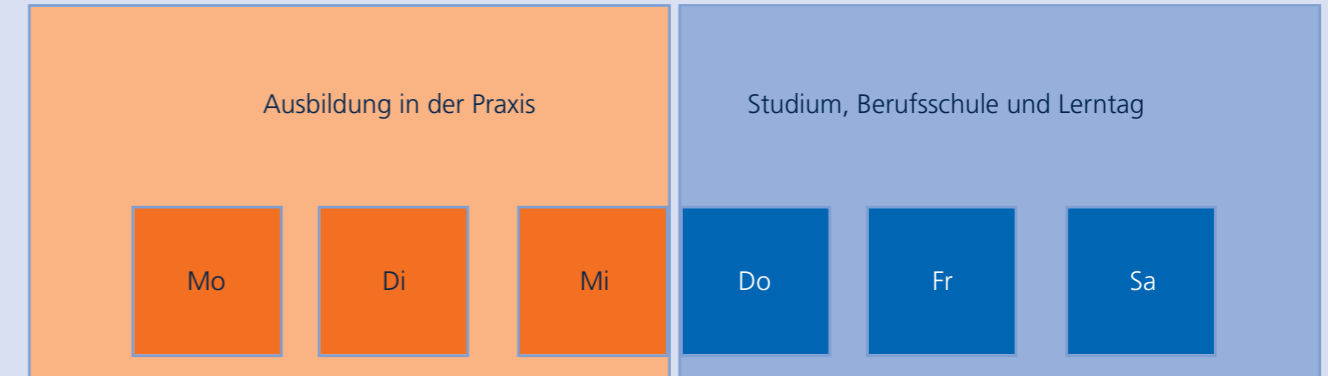 Ausbildung in der Praxis
Studium, Berufsschule und Lerntag
Mo Di Mi Do Fr Sa